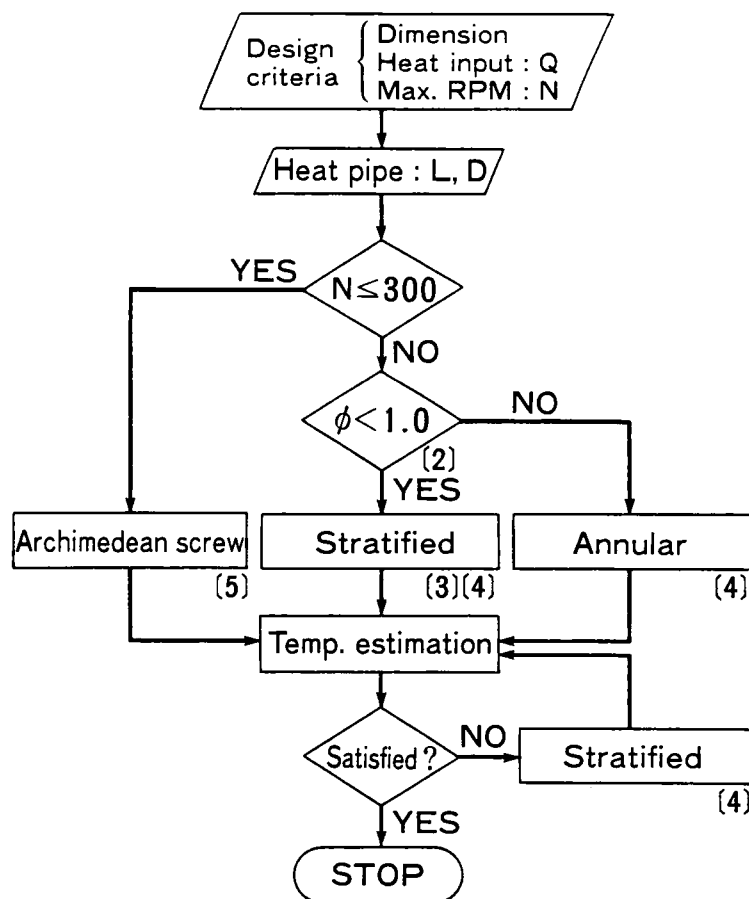 Design criteria
Dimension
Heat input : Q
Max. RPM : N
Heat pipe : L, D
YES
N≤300
NO
ϕ<1.0
NO
(2)
YES
Archimedean screw
Stratified
Annular
(5)
(3)(4)
(4)
Temp. estimation
Satisfied ?
NO
Stratified
(4)
YES
STOP